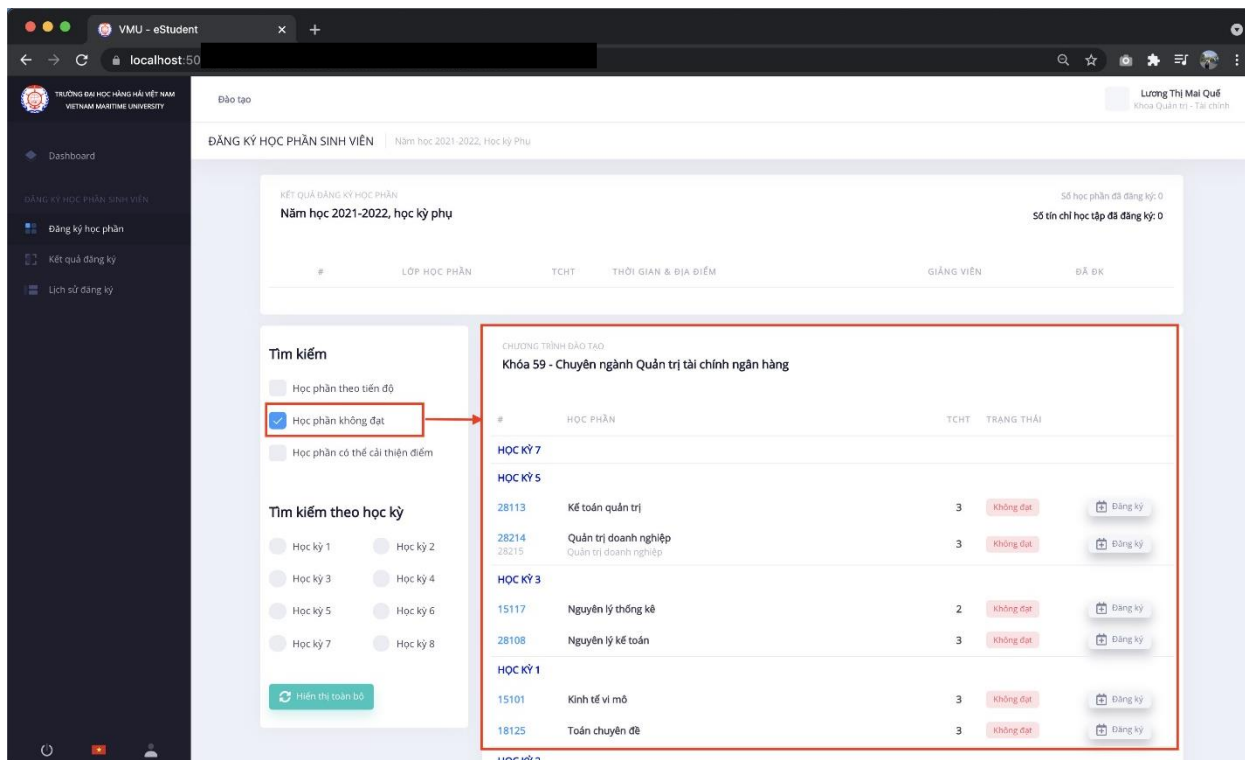 VMU - eStudent
localhost:50
TRƯỜNG ĐẠI HỌC HÀNG HẢI VIỆT NAM
VIETNAM MARITIME UNIVERSITY
Đào tạo
Lương Thị Mai Quế
Khoa Quản trị - Tài chính
ĐĂNG KÝ HỌC PHẦN SINH VIÊN
Năm học 2021-2022, Học kỳ Phụ
Dashboard
ĐĂNG KÝ HỌC PHẦN SINH VIÊN
Đăng ký học phần
Kết quả đăng ký
Lịch sử đăng ký
KẾT QUẢ ĐĂNG KÝ HỌC PHẦN
Năm học 2021-2022, học kỳ phụ
Số học phần đã đăng ký: 0
Số tín chỉ học tập đã đăng ký: 0
# LỚP HỌC PHẦN TCHT THỜI GIAN & ĐỊA ĐIỂM GIẢNG VIÊN ĐÃ ĐK
Tìm kiếm
Học phần theo tiến độ
Học phần không đạt
Học phần có thể cải thiện điểm
Tìm kiếm theo học kỳ
Học kỳ 1 Học kỳ 2
Học kỳ 3 Học kỳ 4
Học kỳ 5 Học kỳ 6
Học kỳ 7 Học kỳ 8
Hiển thị toàn bộ
CHƯƠNG TRÌNH ĐÀO TẠO
Khóa 59 - Chuyên ngành Quản trị tài chính ngân hàng
# HỌC PHẦN TCHT TRẠNG THÁI
HỌC KỲ 7
HỌC KỲ 5
28113 Kế toán quản trị 3 Không đạt Đăng ký
28214 Quản trị doanh nghiệp 3 Không đạt Đăng ký
28215 Quản trị doanh nghiệp
HỌC KỲ 3
15117 Nguyên lý thống kê 2 Không đạt Đăng ký
28108 Nguyên lý kế toán 3 Không đạt Đăng ký
HỌC KỲ 1
15101 Kinh tế vi mô 3 Không đạt Đăng ký
18125 Toán chuyên đề 3 Không đạt Đăng ký
HỌC KỲ 2